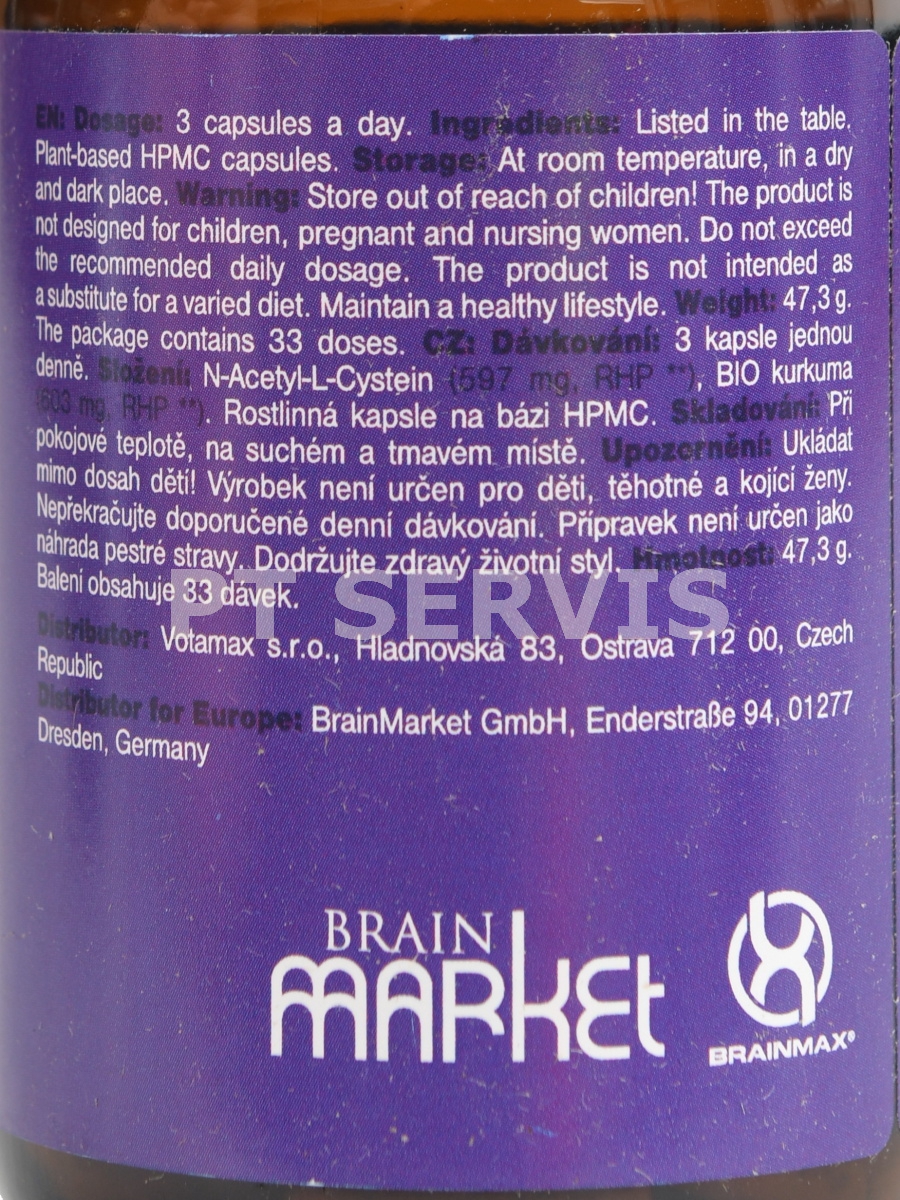 EN: Dosage: 3 capsules a day. Ingredients: Listed in the table.
Plant-based HPMC capsules. Storage: At room temperature, in a dry
and dark place. Warning: Store out of reach of children! The product is
not designed for children, pregnant and nursing women. Do not exceed
the recommended daily dosage. The product is not intended as
a substitute for a varied diet. Maintain a healthy lifestyle. Weight: 47,3 g.
The package contains 33 doses. CZ: Dávkování: 3 kapsle jednou
denně. Složení: N-Acetyl-L-Cystein (597 mg, RHP **), BIO kurkuma
(603 mg, RHP **). Rostlinná kapsle na bázi HPMC. Skladování: Při
pokojové teplotě, na suchém a tmavém místě. Upozornění: Ukládat
mimo dosah dětí! Výrobek není určen pro děti, těhotné a kojící ženy.
Nepřekračujte doporučené denní dávkování. Přípravek není určen jako
náhrada pestré stravy. Dodržujte zdravý životní styl. Hmotnost: 47,3 g.
Balení obsahuje 33 dávek.
PT SERVIS
Distributor: Votamax s.r.o., Hladnovská 83, Ostrava 712 00, Czech
Republic
Distributor for Europe: BrainMarket GmbH, Enderstraße 94, 01277
Dresden, Germany
BRAIN
MARKET
BRAINMAX®